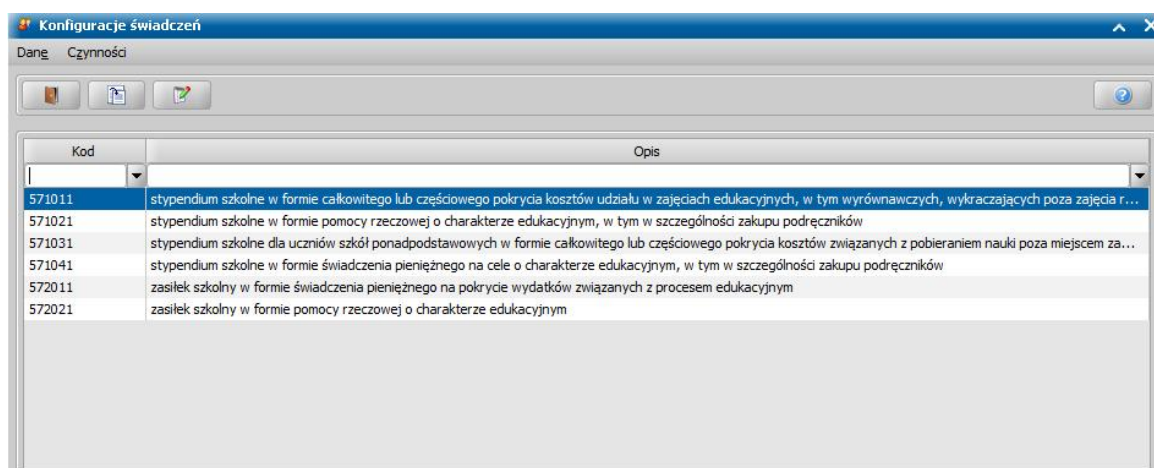 Konfiguracje świadczeń
Dane Czynności
Kod Opis
571011 stypendium szkolne w formie całkowitego lub częściowego pokrycia kosztów udziału w zajęciach edukacyjnych, w tym wyrównawczych, wykraczających poza zajęcia r...
571021 stypendium szkolne w formie pomocy rzeczowej o charakterze edukacyjnym, w tym w szczególności zakupu podręczników
571031 stypendium szkolne dla uczniów szkół ponadpodstawowych w formie całkowitego lub częściowego pokrycia kosztów związanych z pobieraniem nauki poza miejscem za...
571041 stypendium szkolne w formie świadczenia pieniężnego na cele o charakterze edukacyjnym, w tym w szczególności zakupu podręczników
572011 zasiłek szkolny w formie świadczenia pieniężnego na pokrycie wydatków związanych z procesem edukacyjnym
572021 zasiłek szkolny w formie pomocy rzeczowej o charakterze edukacyjnym